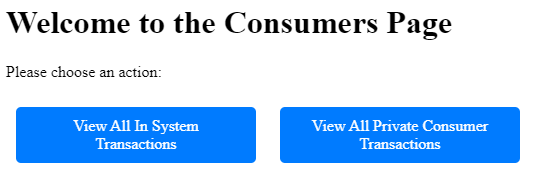 Welcome to the Consumers Page
Please choose an action:
View All In System
Transactions
View All Private Consumer
Transactions